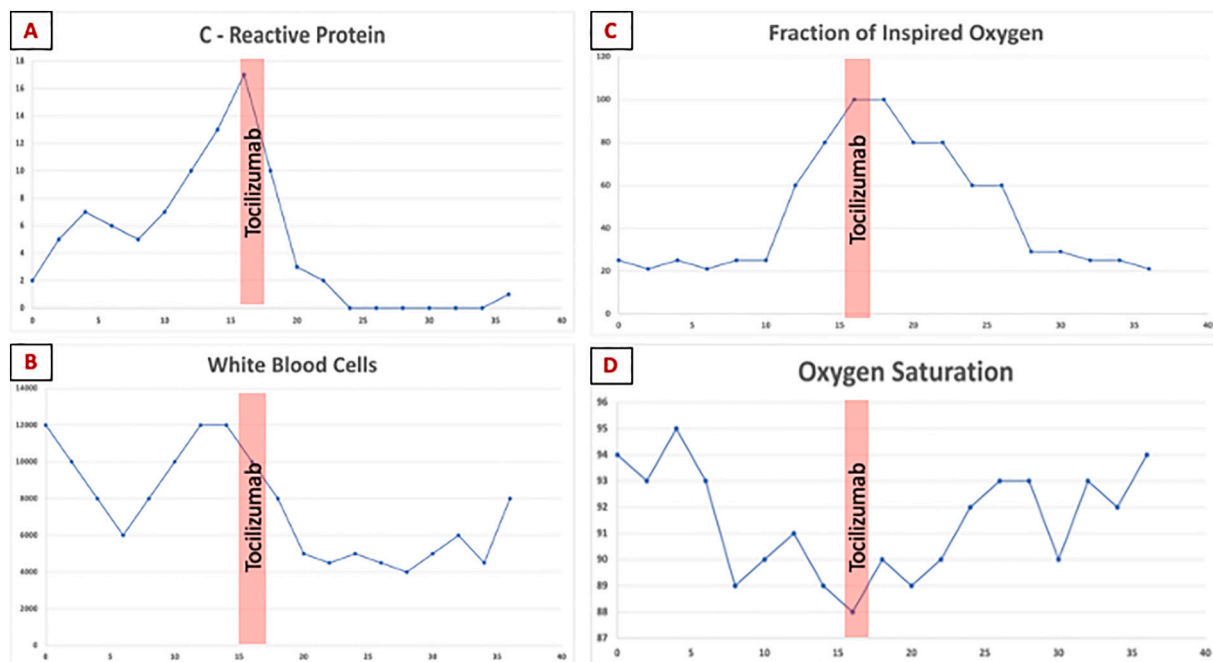 A
C - Reactive Protein
18
16
14
12
10
8
6
4
2
0
Tocilizumab
0 5 10 15 20 25 30 35 40
B
White Blood Cells
14000
12000
10000
8000
6000
4000
2000
0
Tocilizumab
0 5 10 15 20 25 30 35 40
C
Fraction of Inspired Oxygen
120
100
80
60
40
20
0
Tocilizumab
0 5 10 15 20 25 30 35 40
D
Oxygen Saturation
96
95
94
93
92
91
90
89
88
87
Tocilizumab
0 5 10 15 20 25 30 35 40